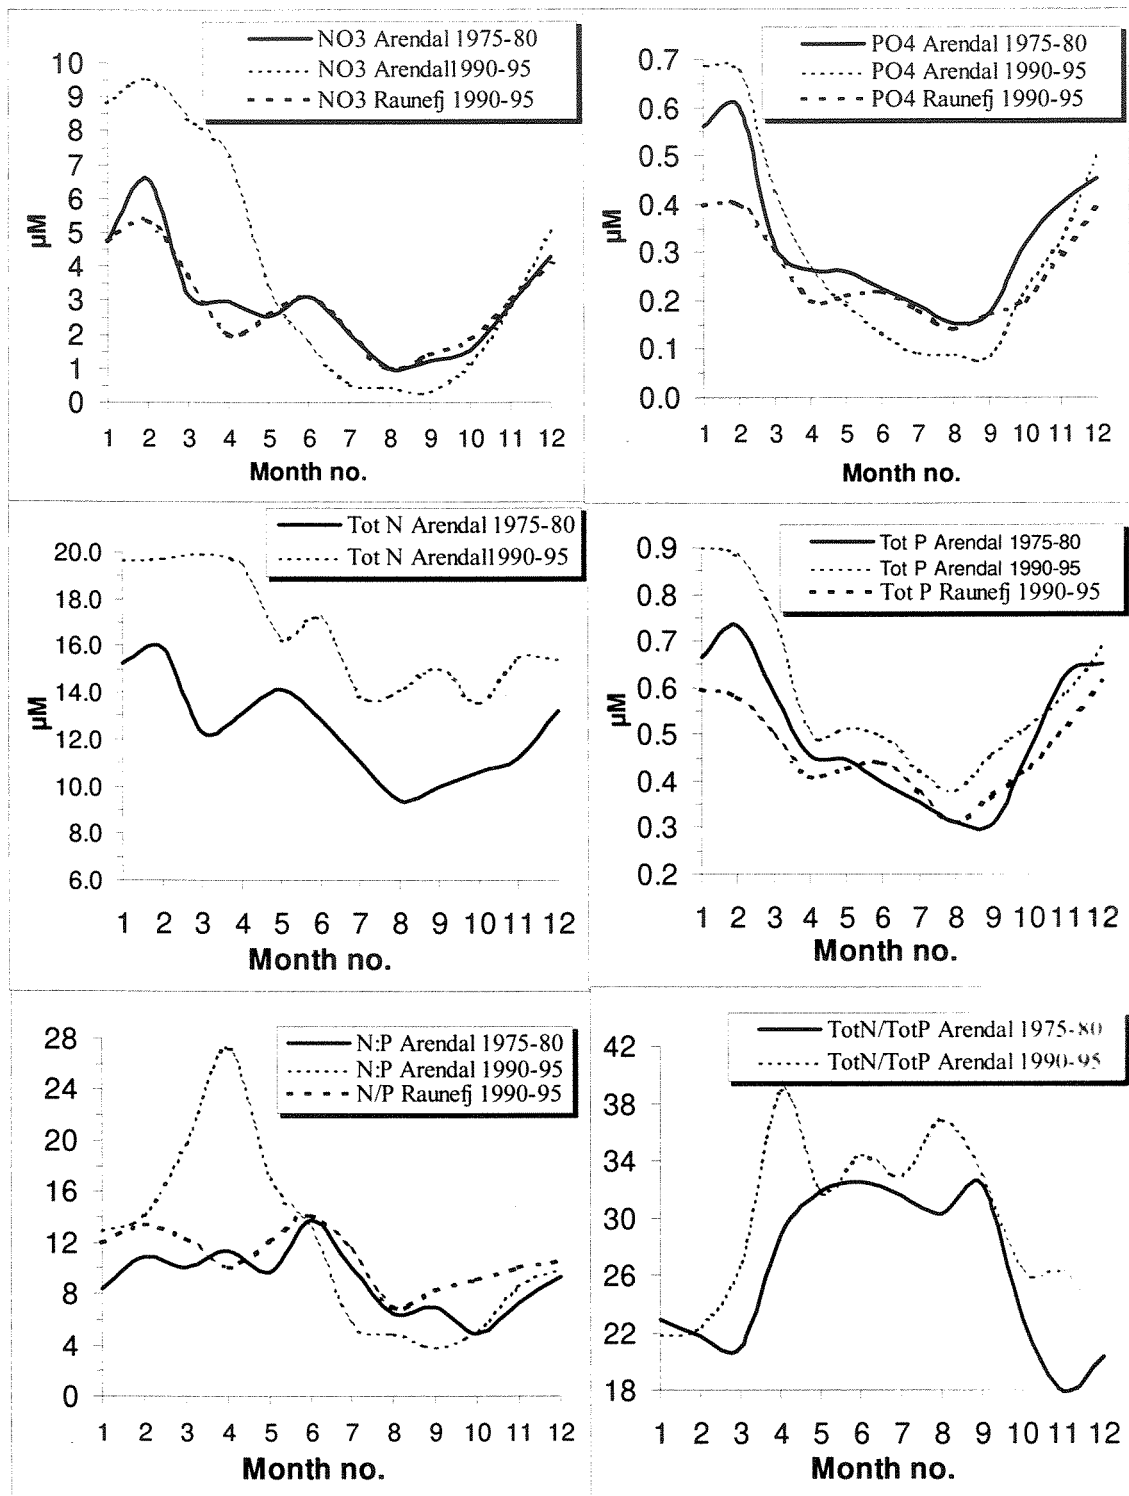 NO3 Arendal 1975-80
NO3 Arendall1990-95
NO3 Raunefj 1990-95
10
9
8
7
6
5
4
3
2
1
0
µM
1 2 3 4 5 6 7 8 9 10 11 12
Month no.
PO4 Arendal 1975-80
PO4 Arendal 1990-95
PO4 Raunefj 1990-95
0.7
0.6
0.5
0.4
0.3
0.2
0.1
0.0
µM
1 2 3 4 5 6 7 8 9 10 11 12
Month no.
Tot N Arendal 1975-80
Tot N Arendall1990-95
20.0
18.0
16.0
14.0
12.0
10.0
8.0
6.0
µM
1 2 3 4 5 6 7 8 9 10 11 12
Month no.
Tot P Arendal 1975-80
Tot P Arendal 1990-95
Tot P Raunefj 1990-95
0.9
0.8
0.7
0.6
0.5
0.4
0.3
0.2
µM
1 2 3 4 5 6 7 8 9 10 11 12
Month no.
N:P Arendal 1975-80
N:P Arendal 1990-95
N/P Raunefj 1990-95
28
24
20
16
12
8
4
0
1 2 3 4 5 6 7 8 9 10 11 12
Month no.
TotN/TotP Arendal 1975-80
TotN/TotP Arendal 1990-95
42
38
34
30
26
22
18
1 2 3 4 5 6 7 8 9 10 11 12
Month no.